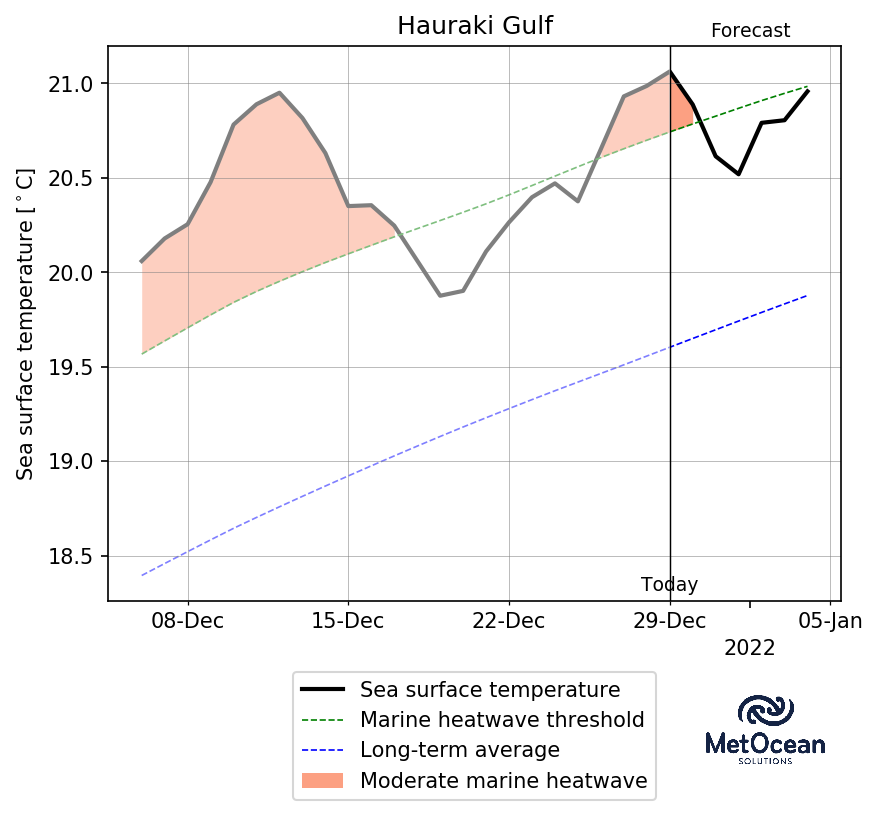 Hauraki Gulf
Forecast
Sea surface temperature [°C]
21.0
20.5
20.0
19.5
19.0
18.5
Today
08-Dec 15-Dec 22-Dec 29-Dec 05-Jan
2022
Sea surface temperature
Marine heatwave threshold
Long-term average
Moderate marine heatwave
MetOcean
SOLUTIONS